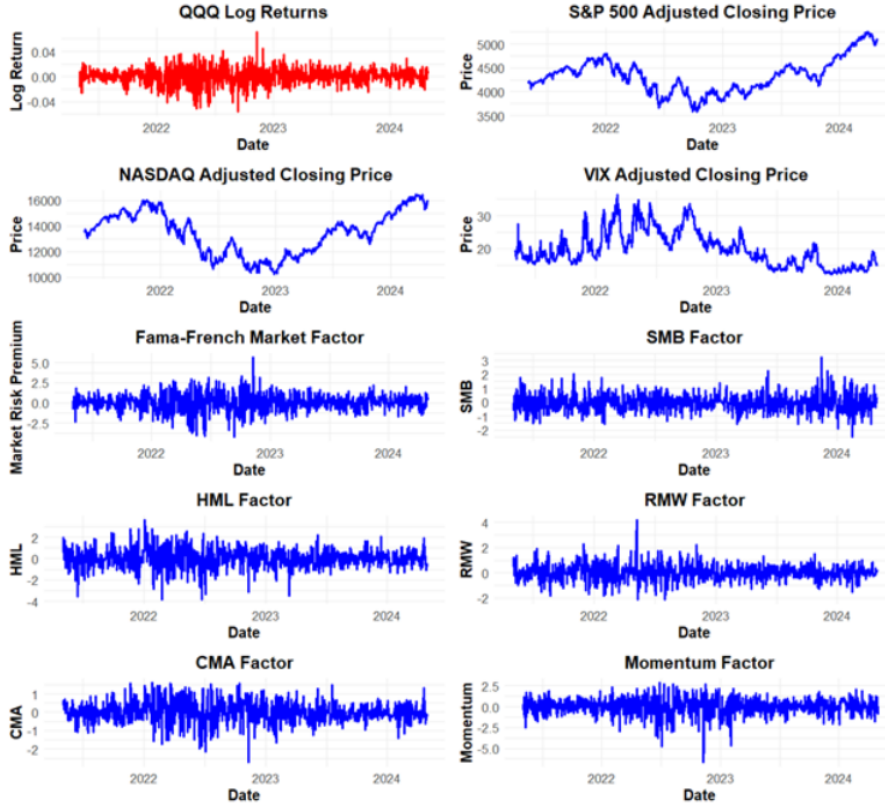 QQQ Log Returns
Log Return
0.04
0.00
-0.04
2022 2023 2024
Date
S&P 500 Adjusted Closing Price
Price
5000
4500
4000
3500
2022 2023 2024
Date
NASDAQ Adjusted Closing Price
Price
16000
14000
12000
10000
2022 2023 2024
Date
VIX Adjusted Closing Price
Price
30
20
2022 2023 2024
Date
Fama-French Market Factor
Market Risk Premium
5.0
2.5
0.0
-2.5
2022 2023 2024
Date
SMB Factor
SMB
3
2
1
0
-1
-2
2022 2023 2024
Date
HML Factor
HML
2
0
-2
-4
2022 2023 2024
Date
RMW Factor
RMW
4
2
0
-2
2022 2023 2024
Date
CMA Factor
CMA
1
0
-1
-2
2022 2023 2024
Date
Momentum Factor
Momentum
2.5
0.0
-2.5
-5.0
2022 2023 2024
Date